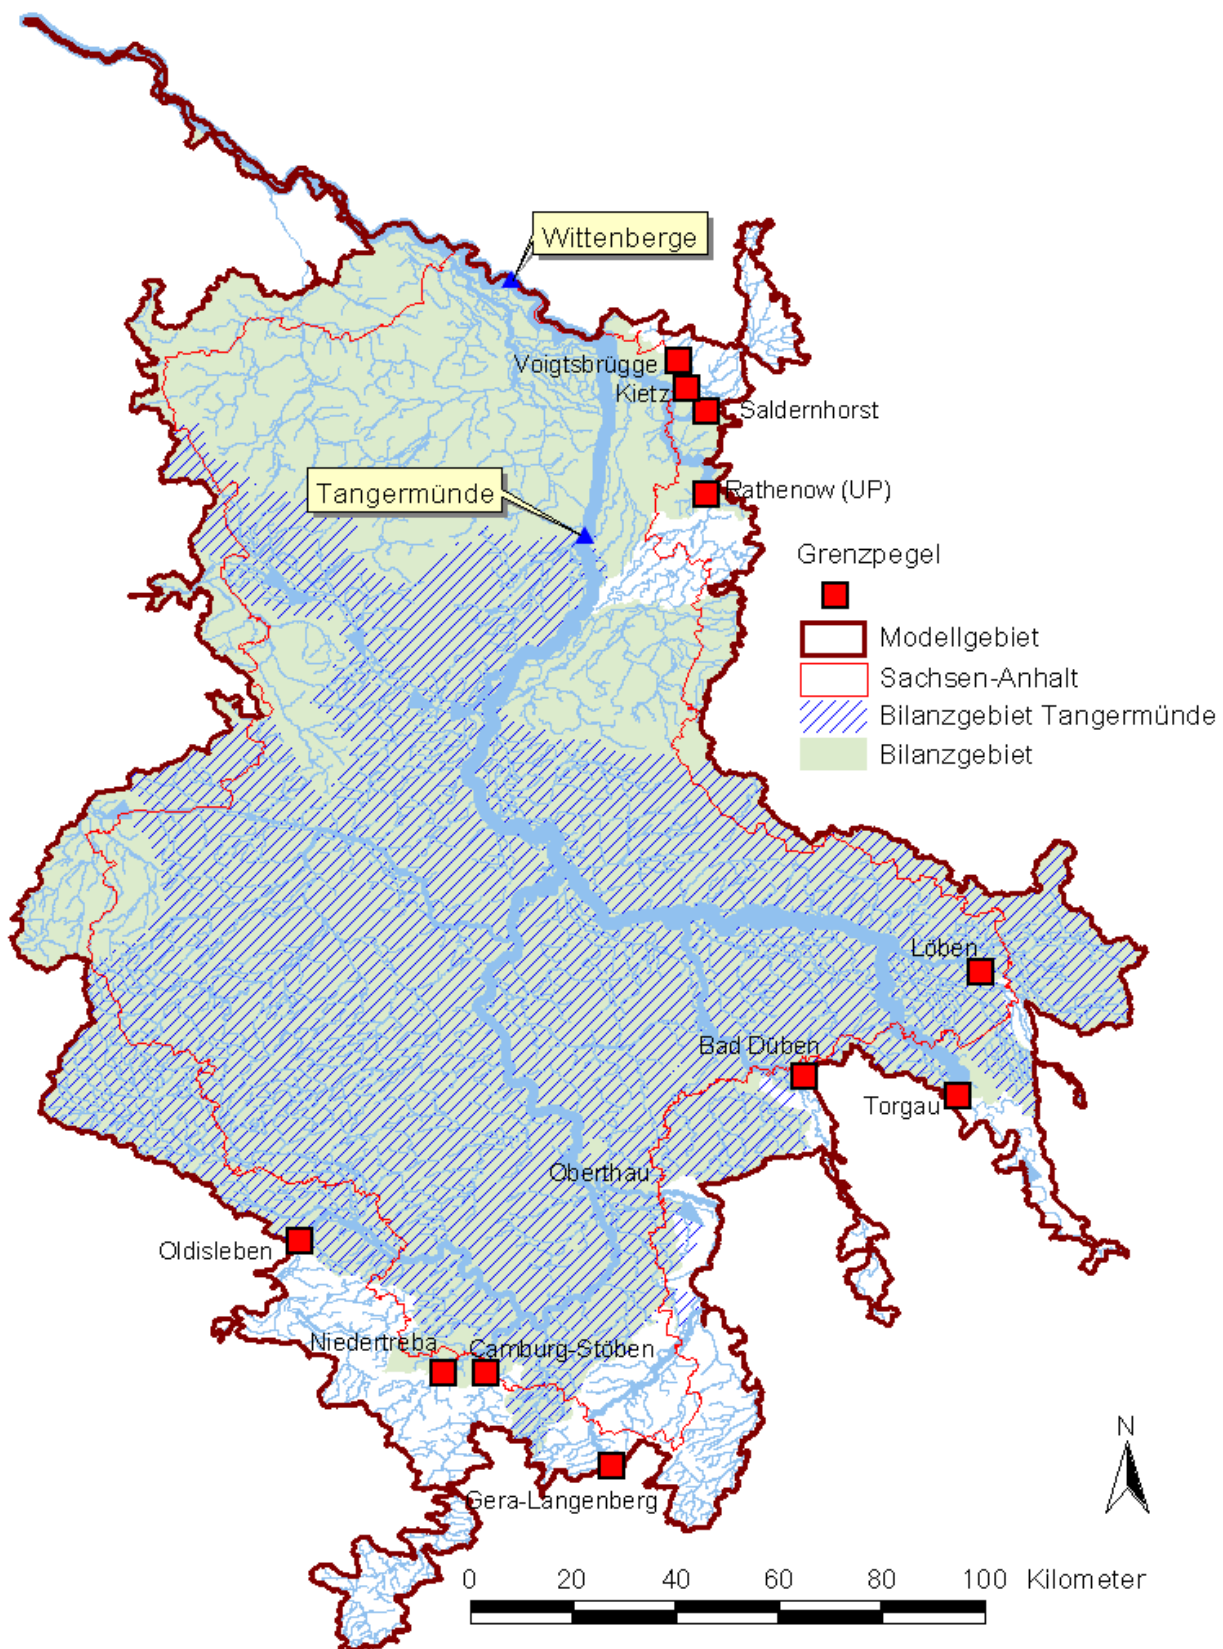 Wittenberge
Voigtsbrügge
Kietz
Saldernhorst
Tangermünde
Rathenow (UP)
Grenzpegel
Modellgebiet
Sachsen-Anhalt
Bilanzgebiet Tangermünde
Bilanzgebiet
Löben
Bad Düben
Torgau
Oberthau
Oldisleben
Niedertreba
Camburg-Stöben
Gera-Langenberg
N
0 20 40 60 80 100 Kilometer